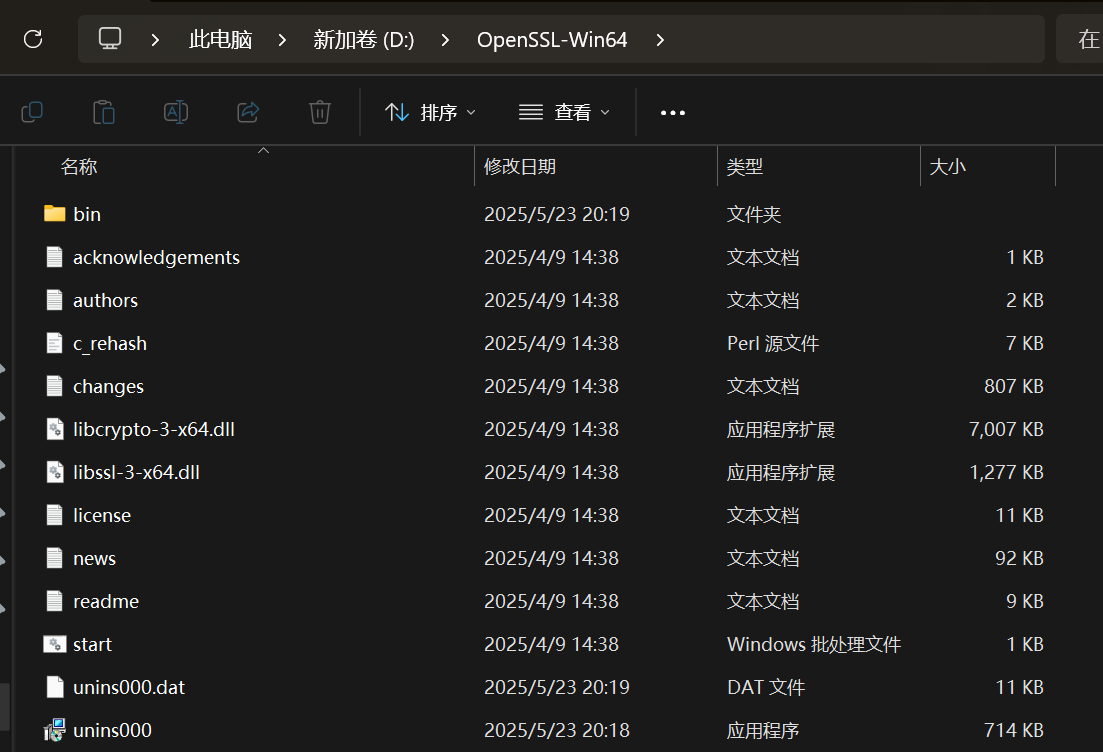 此电脑 新加卷 (D:) OpenSSL-Win64 在
排序 查看
名称 修改日期 类型 大小
bin 2025/5/23 20:19 文件夹
acknowledgements 2025/4/9 14:38 文本文档 1 KB
authors 2025/4/9 14:38 文本文档 2 KB
c_rehash 2025/4/9 14:38 Perl 源文件 7 KB
changes 2025/4/9 14:38 文本文档 807 KB
libcrypto-3-x64.dll 2025/4/9 14:38 应用程序扩展 7,007 KB
libssl-3-x64.dll 2025/4/9 14:38 应用程序扩展 1,277 KB
license 2025/4/9 14:38 文本文档 11 KB
news 2025/4/9 14:38 文本文档 92 KB
readme 2025/4/9 14:38 文本文档 9 KB
start 2025/4/9 14:38 Windows 批处理文件 1 KB
unins000.dat 2025/5/23 20:19 DAT 文件 11 KB
unins000 2025/5/23 20:18 应用程序 714 KB